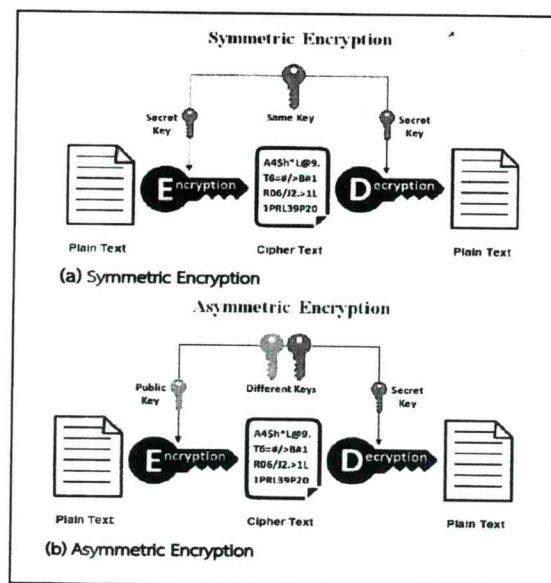 Symmetric Encryption
Secret Key
Same Key
Secret Key
Encryption
A4$h*L@9.
T6=#/>B#1
R06/J2.>1L
1PRL39P20
Decryption
Plain Text
Cipher Text
Plain Text
(a) Symmetric Encryption
Asymmetric Encryption
Public Key
Different Keys
Secret Key
Encryption
A4$h*L@9.
T6=#/>B#1
R06/J2.>1L
1PRL39P20
Decryption
Plain Text
Cipher Text
Plain Text
(b) Asymmetric Encryption